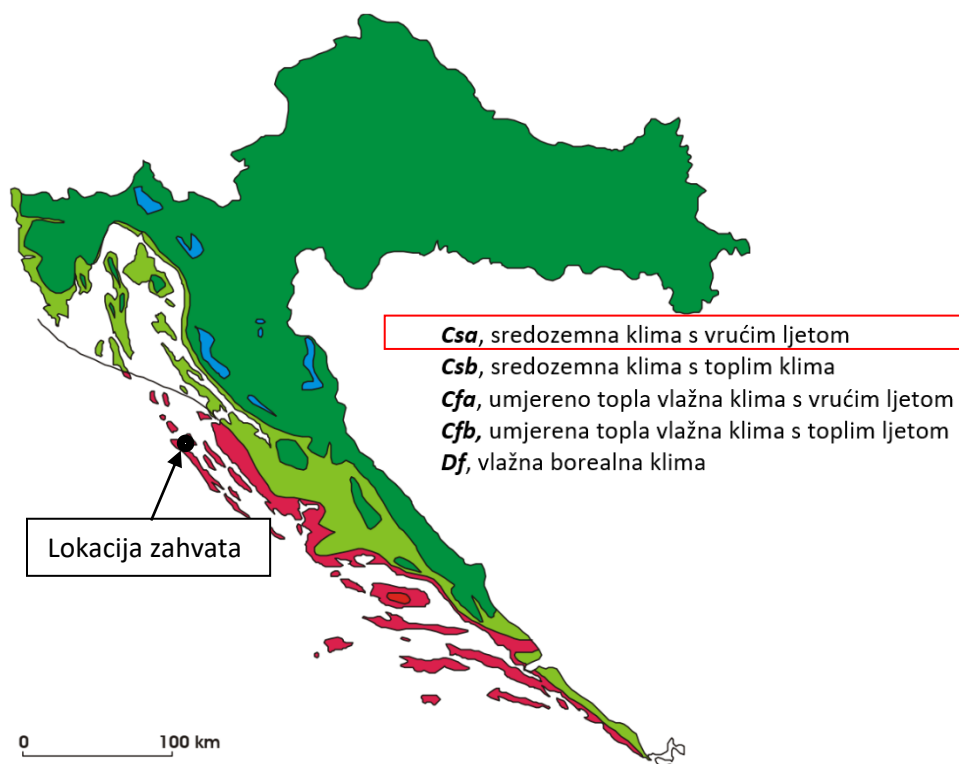 Csa, sredozemna klima s vrućim ljetom
Csb, sredozemna klima s toplim klima
Cfa, umjereno topla vlažna klima s vrućim ljetom
Cfb, umjerena topla vlažna klima s toplim ljetom
Df, vlažna borealna klima
Lokacija zahvata
0 100 km